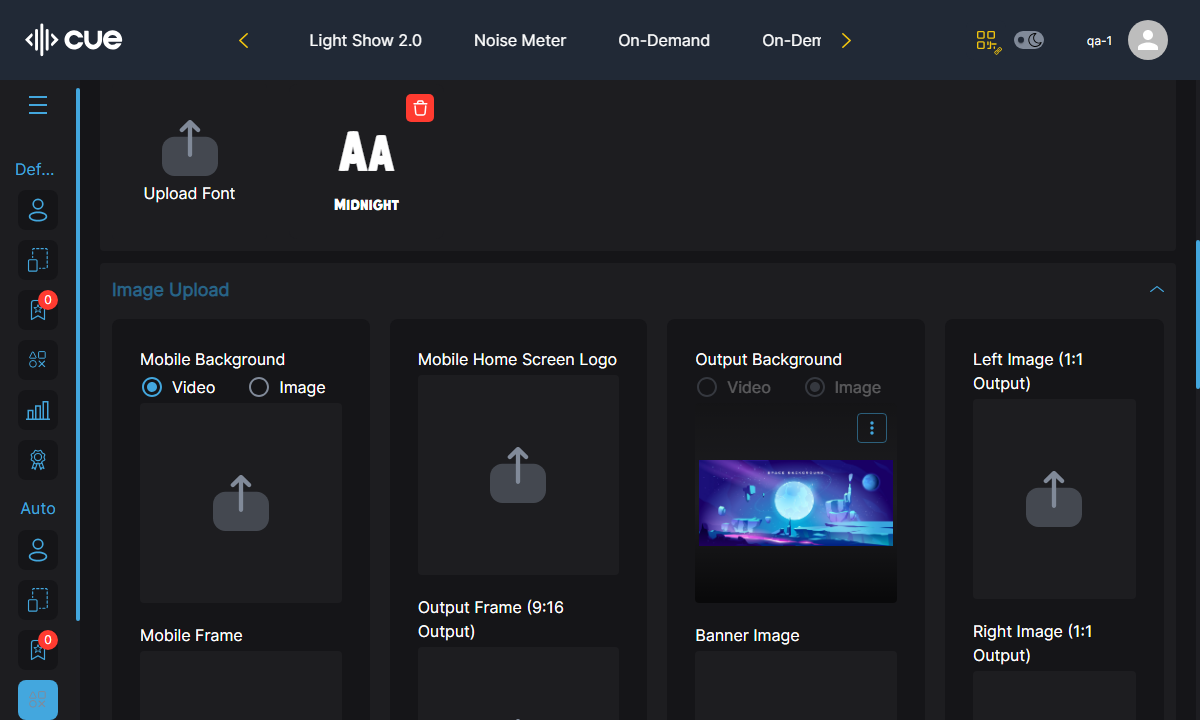 cue
Light Show 2.0
Noise Meter
On-Demand
On-Dem
qa-1
Def...
0
Auto
0
Upload Font
AA
MIDNIGHT
Image Upload
Mobile Background
Video
Image
Mobile Frame
Mobile Home Screen Logo
Output Frame (9:16
Output)
Output Background
Video
Image
Banner Image
Left Image (1:1
Output)
Right Image (1:1
Output)